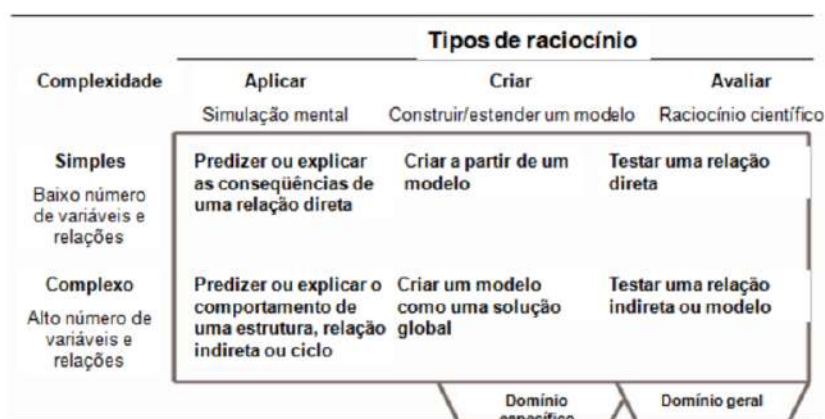 Tipos de raciocínio
Complexidade Aplicar Criar Avaliar
Simulação mental Construir/estender um modelo Raciocínio científico
Simples
Baixo número
de variáveis e
relações
Predizer ou explicar
as conseqüências de
uma relação direta
Criar a partir de um
modelo
Testar uma relação
direta
Complexo
Alto número de
variáveis e
relações
Predizer ou explicar o
comportamento de
uma estrutura, relação
indireta ou ciclo
Criar um modelo
como uma solução
global
Testar uma relação
indireta ou modelo
Domínio
específico
Domínio geral